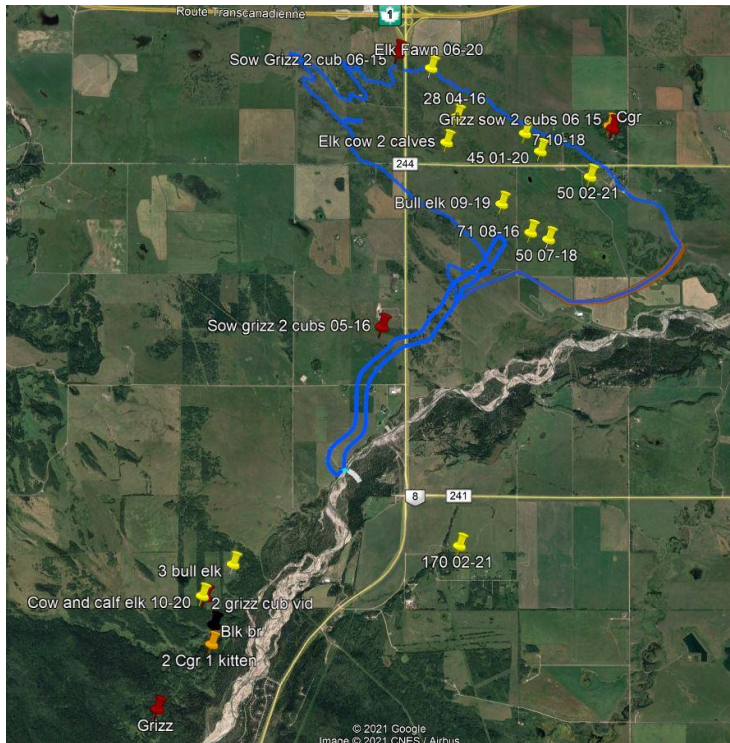 Route Transcanadienne
1
Elk Fawn 06-20
Sow Grizz 2 cub 06-15
28 04-16
Grizz sow 2 cubs 06 15
Cgr
7 10-18
Elk cow 2 calves
45 01-20
244
50 02-21
Bull elk 09-19
71 08-16
50 07-18
Sow grizz 2 cubs 05-16
8
241
170 02-21
3 bull elk
Cow and calf elk 10-20
2 grizz cub vid
Blk br
2 Cgr 1 kitten
Grizz
© 2021 Google
Image © 2021 CNES / Airbus